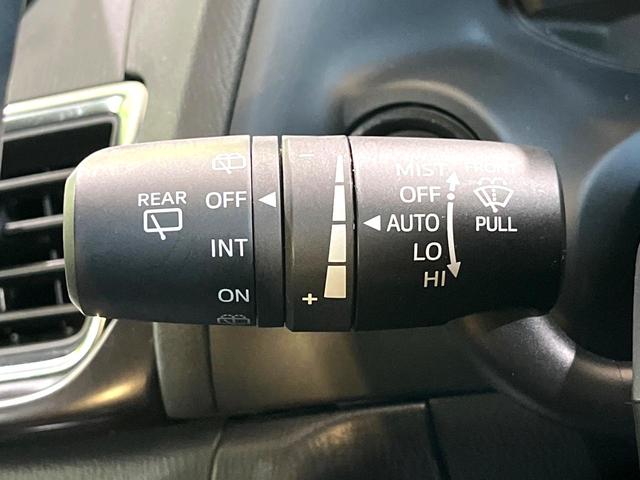 REAR
OFF
INT
ON
−
+
MIST
OFF
AUTO
LO
HI
PULL